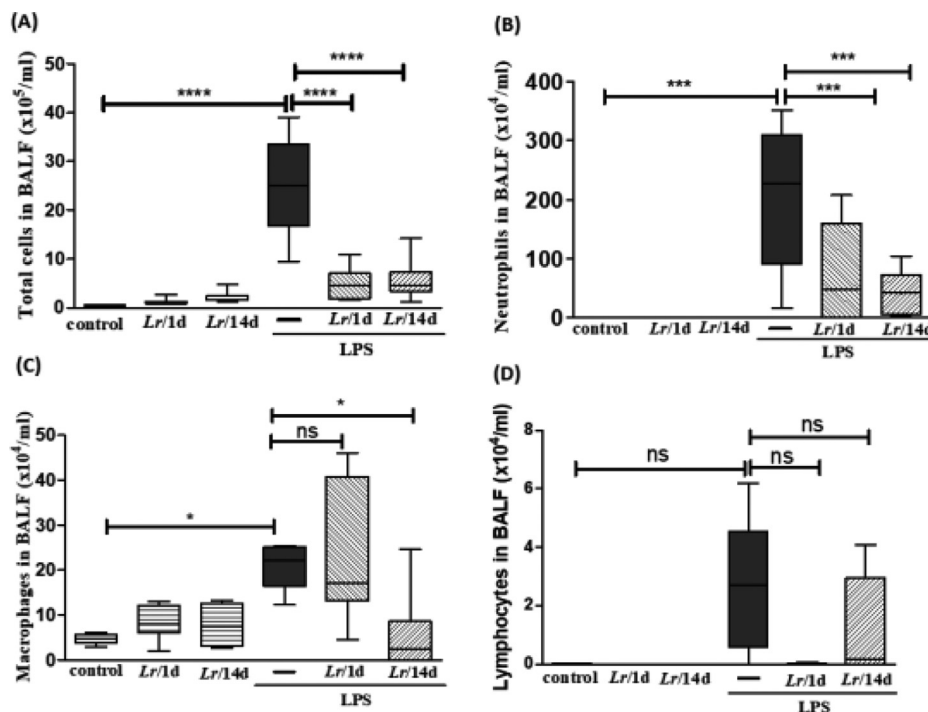 (A)
Total cells in BALF (x10⁵/ml)
50
40
30
20
10
0
****
****
****
control
Lr/1d
Lr/14d
—
Lr/1d
Lr/14d
LPS
(B)
Neutrophils in BALF (x10⁴/ml)
400
300
200
100
0
***
***
***
control
Lr/1d
Lr/14d
—
Lr/1d
Lr/14d
LPS
(C)
Macrophages in BALF (x10⁴/ml)
50
40
30
20
10
0
*
ns
*
control
Lr/1d
Lr/14d
—
Lr/1d
Lr/14d
LPS
(D)
Lymphocytes in BALF (x10⁴/ml)
8
6
4
2
0
ns
ns
ns
control
Lr/1d
Lr/14d
—
Lr/1d
Lr/14d
LPS